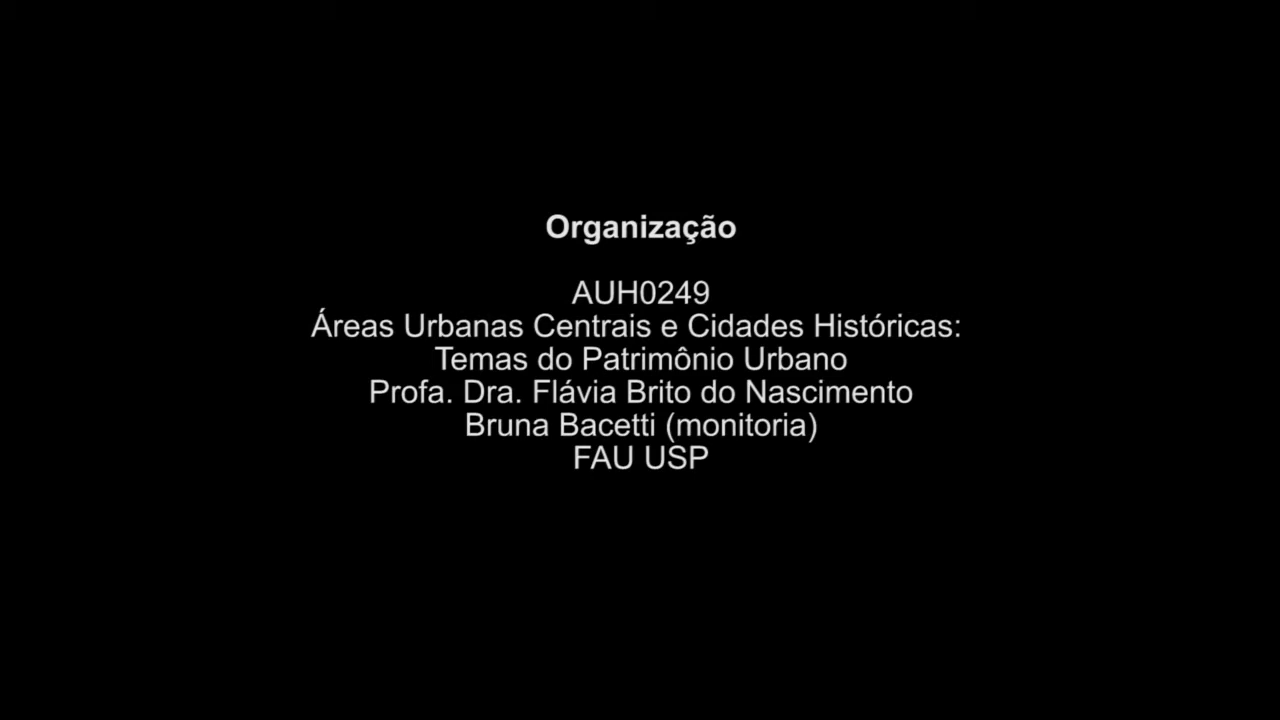 Organização
AUH0249
Áreas Urbanas Centrais e Cidades Históricas:
Temas do Patrimônio Urbano
Profa. Dra. Flávia Brito do Nascimento
Bruna Bacetti (monitoria)
FAU USP